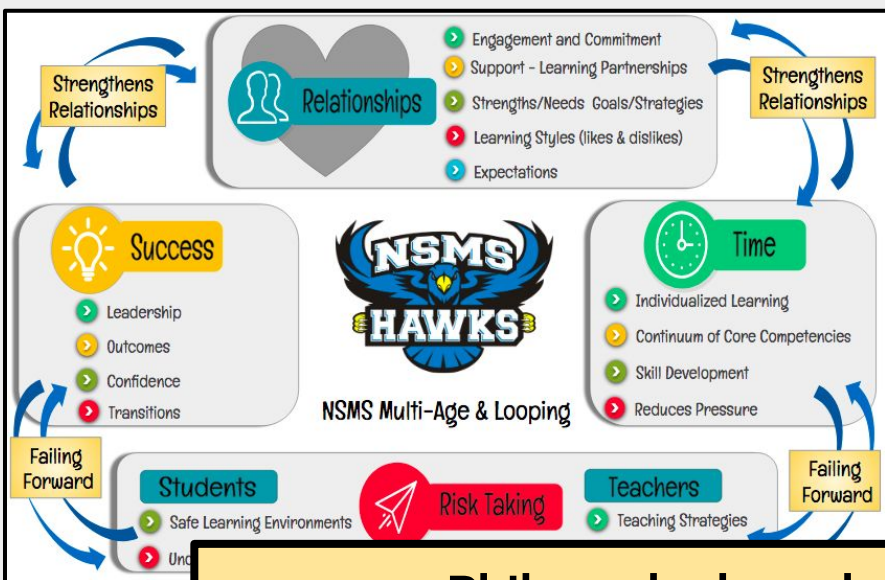 Relationships
Engagement and Commitment
Support - Learning Partnerships
Strengths/Needs Goals/Strategies
Learning Styles (likes & dislikes)
Expectations
Strengthens
Relationships
Strengthens
Relationships
Success
Leadership
Outcomes
Confidence
Transitions
NSMS
HAWKS
NSMS Multi-Age & Looping
Time
Individualized Learning
Continuum of Core Competencies
Skill Development
Reduces Pressure
Failing
Forward
Failing
Forward
Students
Safe Learning Environments
Risk Taking
Teachers
Teaching Strategies